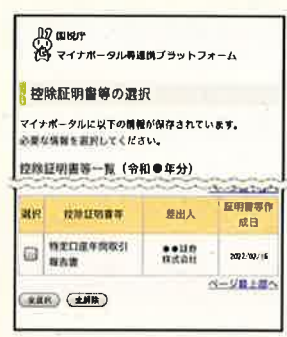 国税庁
マイナポータル等連携プラットフォーム
控除証明書等の選択
マイナポータルに以下の情報が保存されています。
必要な情報を選択してください。
控除証明書等一覧（令和●年分）
選択 控除証明書等 差出人 証明書等作
成日
特定口座年間取引
報告書
●●証券
株式会社
ページ最上部へ
全選択 全解除